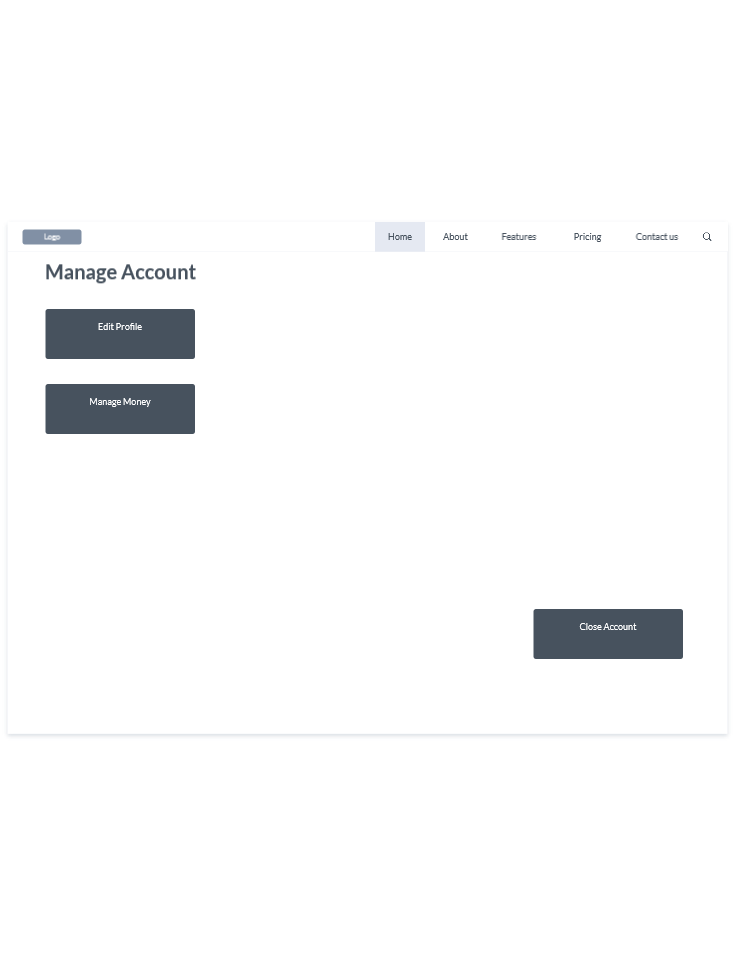 Logo
Home About Features Pricing Contact us
Manage Account
Edit Profile
Manage Money
Close Account